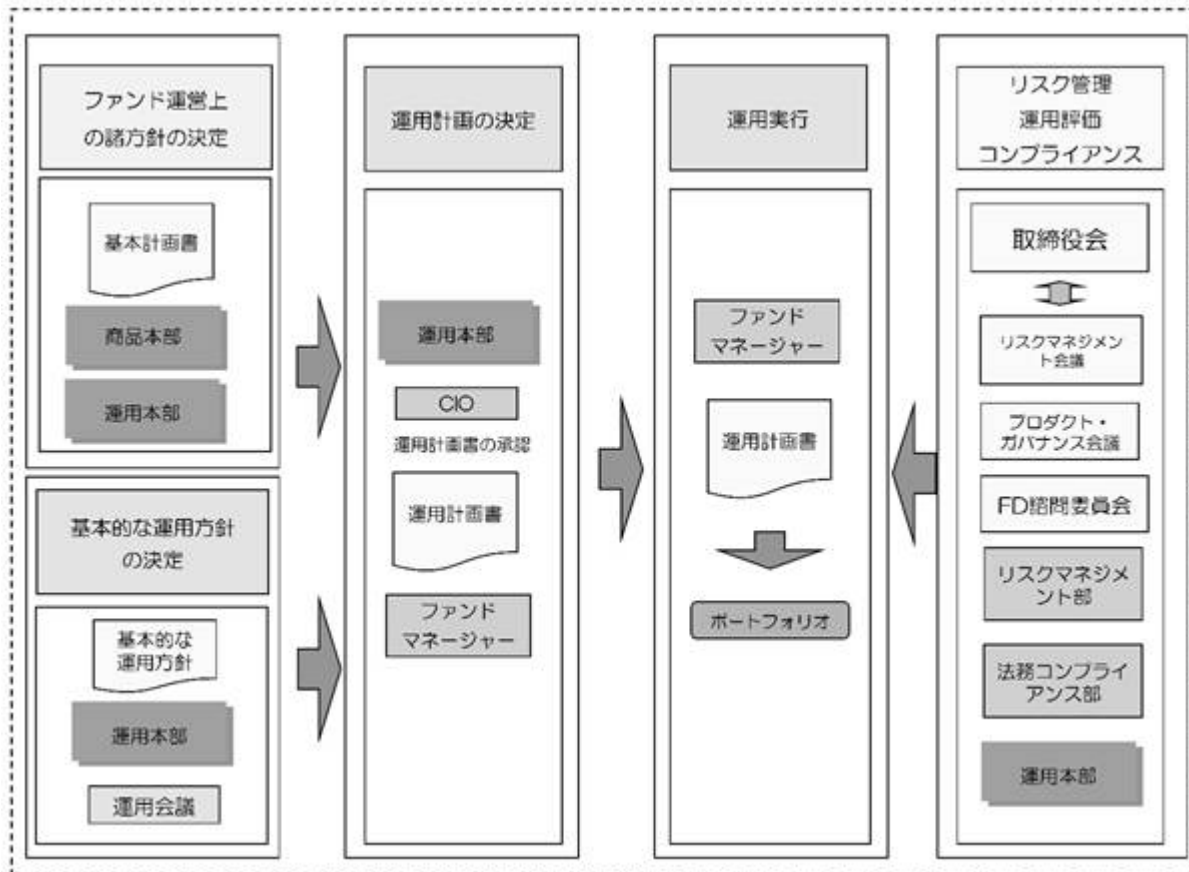 ファンド運営上
の諸方針の決定
基本計画書
商品本部
運用本部
基本的な運用方針
の決定
基本的な
運用方針
運用本部
運用会議
運用計画の決定
運用本部
CIO
運用計画書の承認
運用計画書
ファンド
マネージャー
運用実行
ファンド
マネージャー
運用計画書
ポートフォリオ
リスク管理
運用評価
コンプライアンス
取締役会
リスクマネジメン
ト会議
プロダクト・
ガバナンス会議
FD諮問委員会
リスクマネジメ
ント部
法務コンプライ
アンス部
運用本部